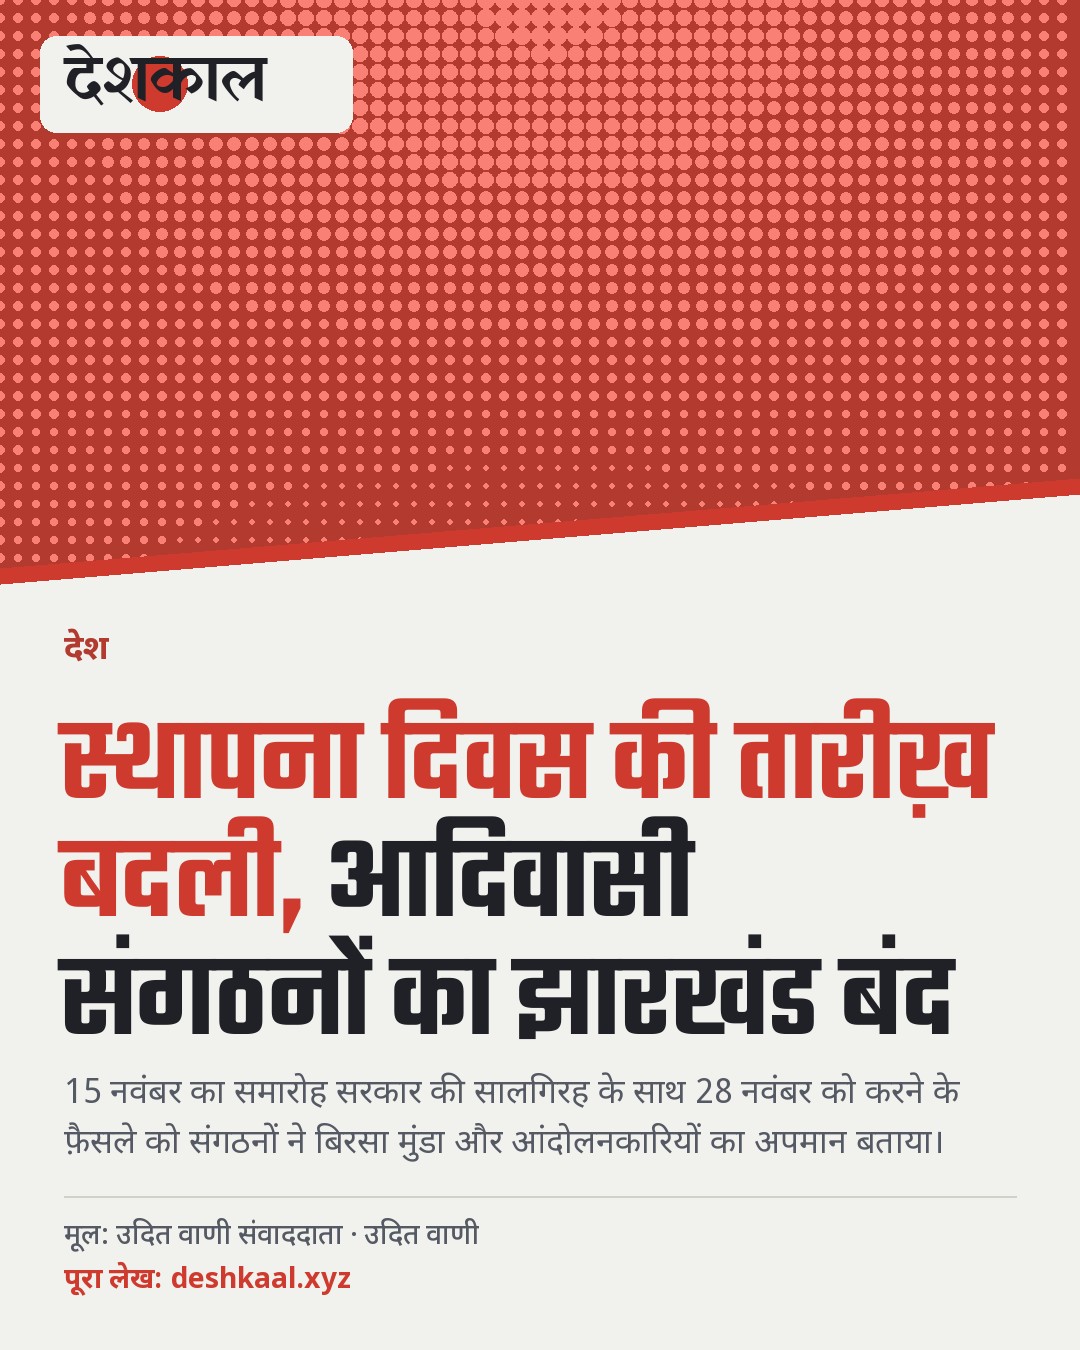 देशकाल
देश
स्थापना दिवस की तारीख़
बदली, आदिवासी
संगठनों का झारखंड बंद
15 नवंबर का समारोह सरकार की सालगिरह के साथ 28 नवंबर को करने के
फ़ैसले को संगठनों ने बिरसा मुंडा और आंदोलनकारियों का अपमान बताया।
मूल: उदित वाणी संवाददाता · उदित वाणी
पूरा लेख: deshkaal.xyz